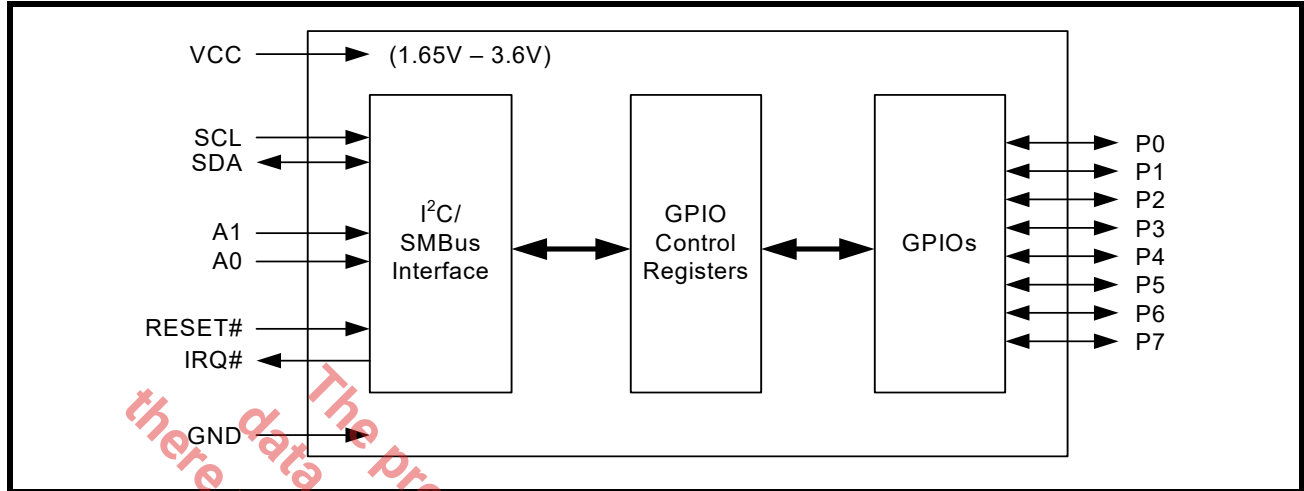 VCC
(1.65V – 3.6V)
SCL
SDA
A1
A0
RESET#
IRQ#
GND
I²C/
SMBus
Interface
GPIO
Control
Registers
GPIOs
P0
P1
P2
P3
P4
P5
P6
P7
The pro
data
there